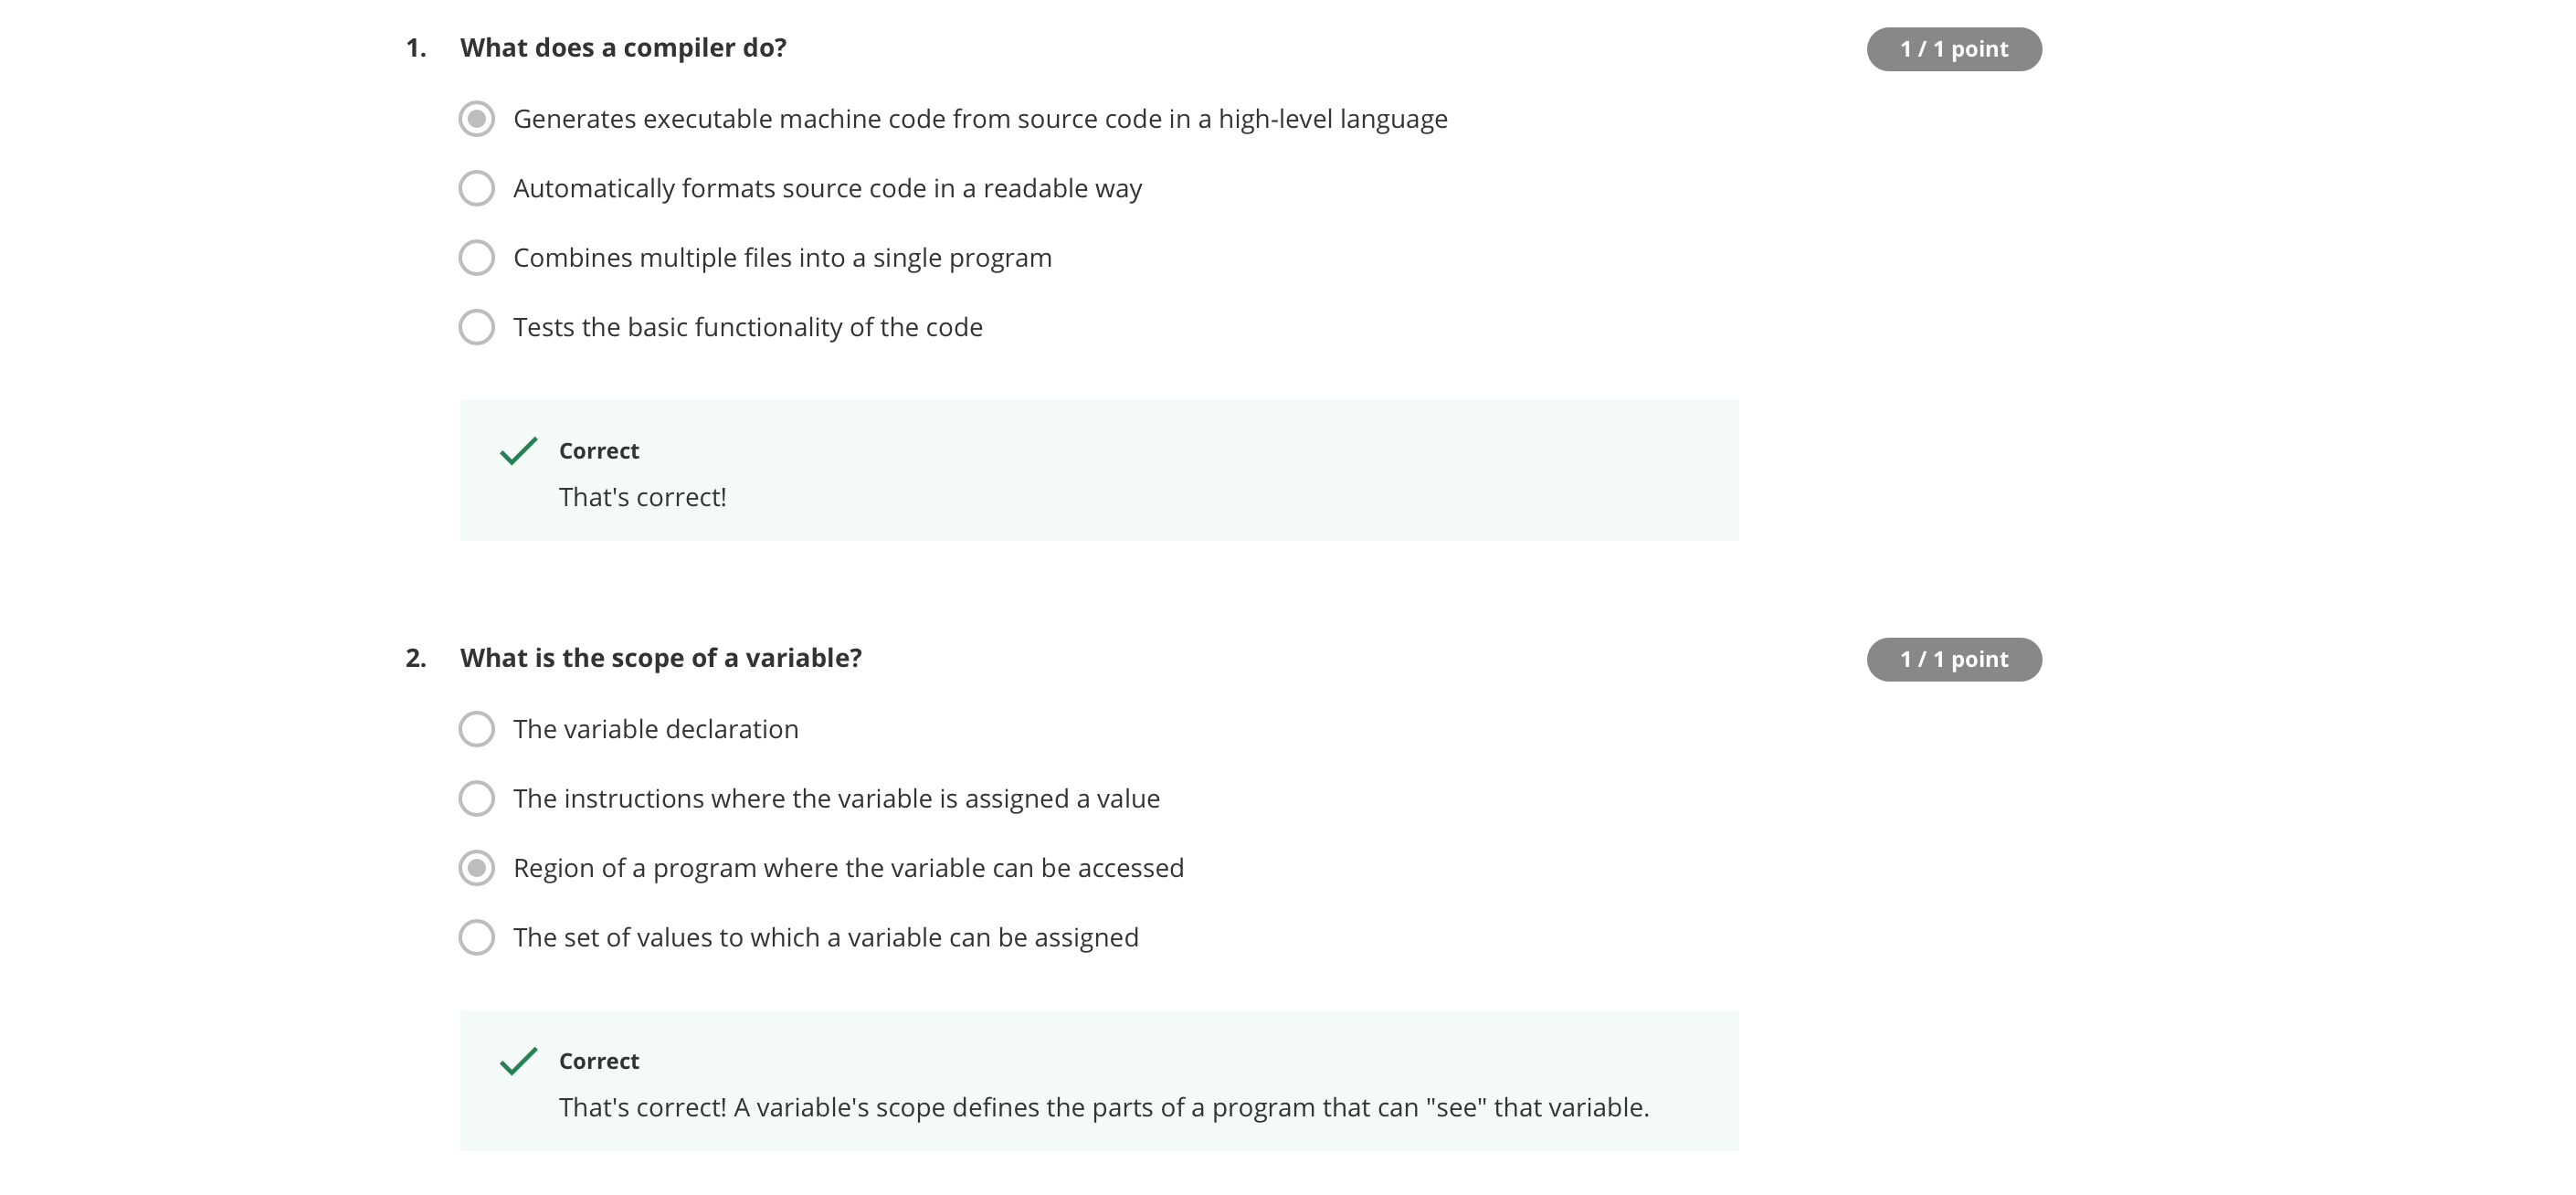 1. What does a compiler do? 1 / 1 point
Generates executable machine code from source code in a high-level language
Automatically formats source code in a readable way
Combines multiple files into a single program
Tests the basic functionality of the code
Correct
That's correct!
2. What is the scope of a variable? 1 / 1 point
The variable declaration
The instructions where the variable is assigned a value
Region of a program where the variable can be accessed
The set of values to which a variable can be assigned
Correct
That's correct! A variable's scope defines the parts of a program that can "see" that variable.